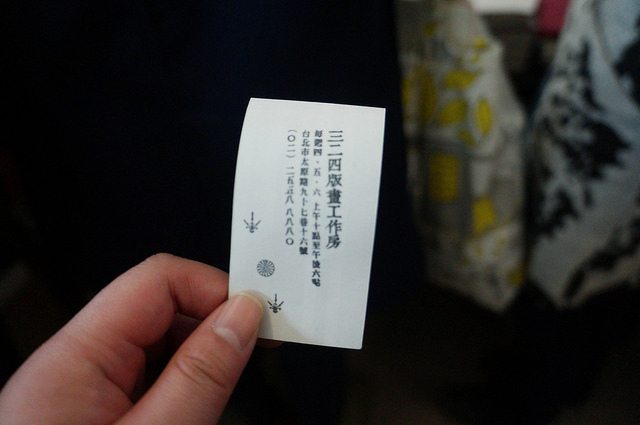 三二四版畫工作房
每週四．五．六 上午十點至午後六點
台北市太原路九十七巷十六號
（〇二）二五五八 八八八〇